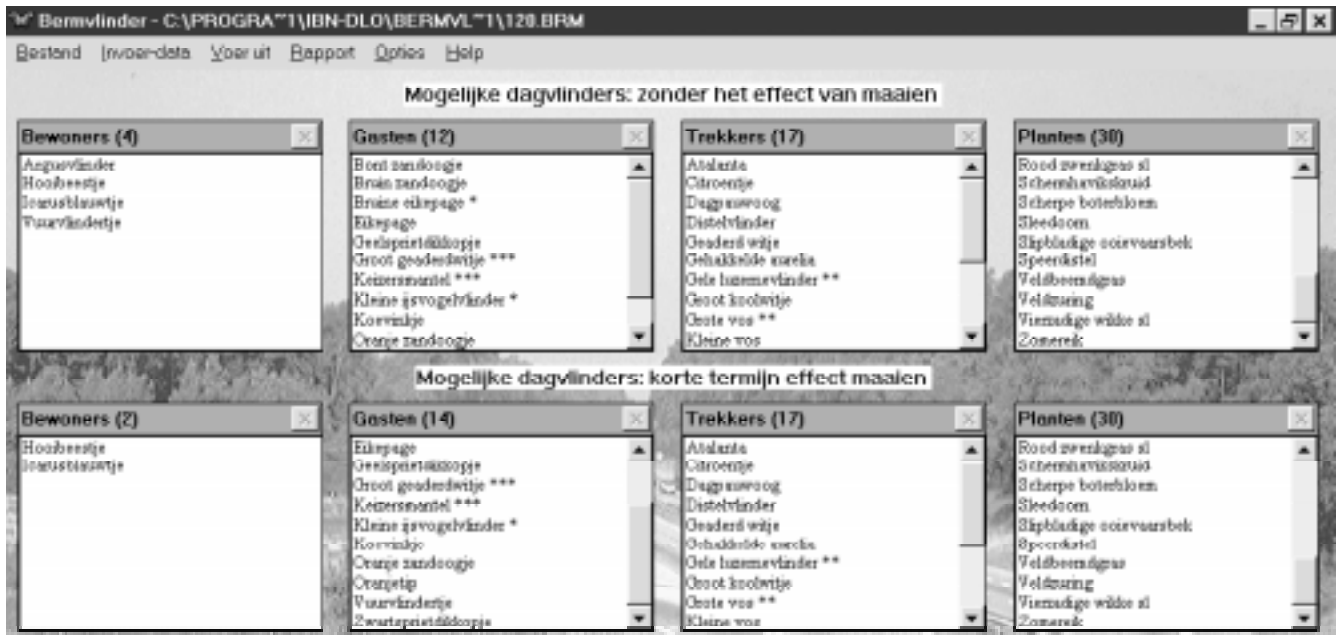 Bermvlinder - C:\PROGRA~1\IBN-DLO\BERMVL~1\120.BRM
Bestand Invoer-data Voer uit Rapport Opties Help
Mogelijke dagvlinders: zonder het effect van maaien
Bewoners (4)
Argusvlinder
Hooibeestje
Icarusblauwtje
Vuurvlindertje
Gasten (12)
Bont zandoogje
Bruin zandoogje
Bruine eikepage *
Eikepage
Geelsprietdikkopje
Groot geaderdwitje ***
Keizersmantel ***
Kleine ijsvogelvlinder *
Koevinkje
Oranje zandoogje
Trekkers (17)
Atalanta
Citroentje
Dagpauwoog
Distelvlinder
Geaderd witje
Gehakkelde aurelia
Gele luzernevlinder **
Groot koolwitje
Grote vos **
Kleine vos
Planten (30)
Rood zwenkgras sl
Schermhavikskruid
Scherpe boterbloem
Sleedoorn
Slipbladige ooievaarsbek
Speerdistel
Veldbeemdgras
Veldzuring
Vierzadige wikke sl
Zomereik
Mogelijke dagvlinders: korte termijn effect maaien
Bewoners (2)
Hooibeestje
Icarusblauwtje
Gasten (14)
Eikepage
Geelsprietdikkopje
Groot geaderdwitje ***
Keizersmantel ***
Kleine ijsvogelvlinder *
Koevinkje
Oranje zandoogje
Oranjetip
Vuurvlindertje
Zwartsprietdikkopje
Trekkers (17)
Atalanta
Citroentje
Dagpauwoog
Distelvlinder
Geaderd witje
Gehakkelde aurelia
Gele luzernevlinder **
Groot koolwitje
Grote vos **
Kleine vos
Planten (30)
Rood zwenkgras sl
Schermhavikskruid
Scherpe boterbloem
Sleedoorn
Slipbladige ooievaarsbek
Speerdistel
Veldbeemdgras
Veldzuring
Vierzadige wikke sl
Zomereik